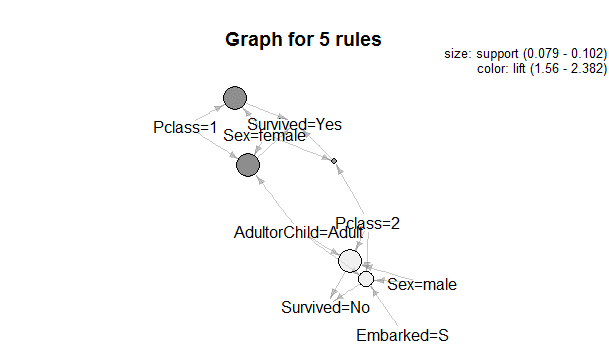 Graph for 5 rules
size: support (0.079 - 0.102)
color: lift (1.56 - 2.382)
Pclass=1
Survived=Yes
Sex=female
Pclass=2
AdultorChild=Adult
Sex=male
Survived=No
Embarked=S